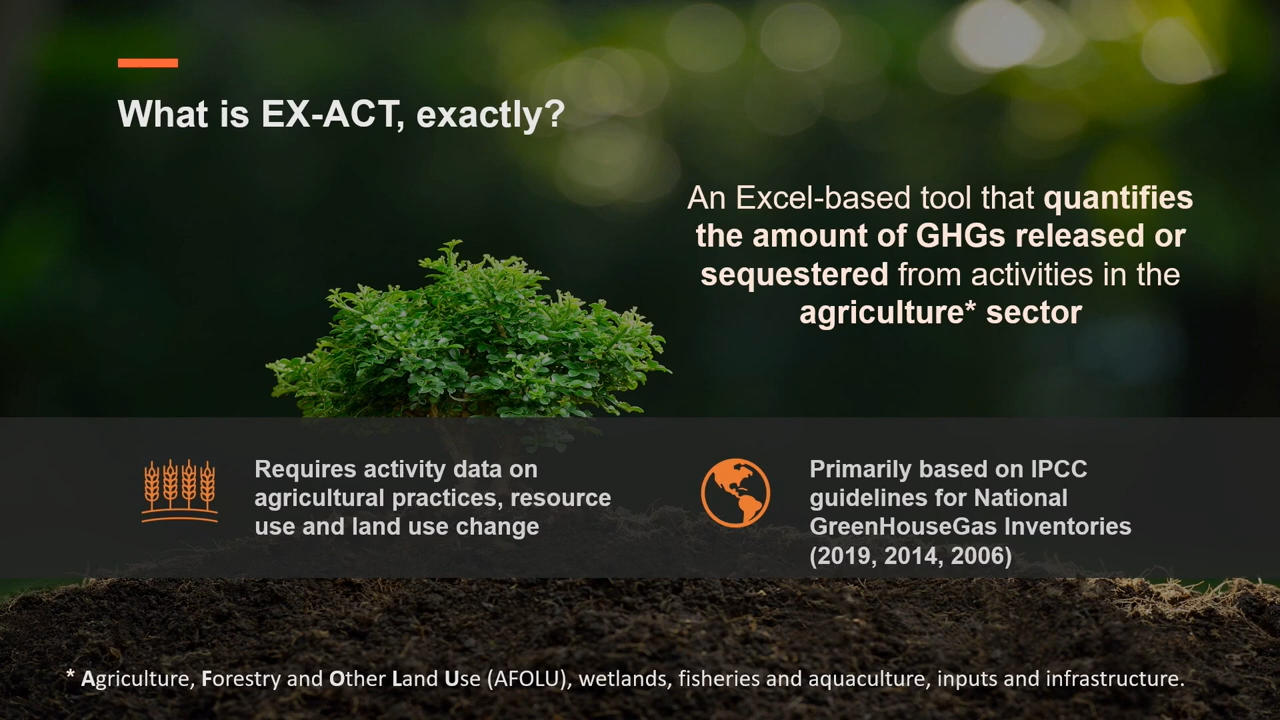 What is EX-ACT, exactly?
An Excel-based tool that quantifies
the amount of GHGs released or
sequestered from activities in the
agriculture* sector
Requires activity data on
agricultural practices, resource
use and land use change
Primarily based on IPCC
guidelines for National
GreenHouseGas Inventories
(2019, 2014, 2006)
* Agriculture, Forestry and Other Land Use (AFOLU), wetlands, fisheries and aquaculture, inputs and infrastructure.